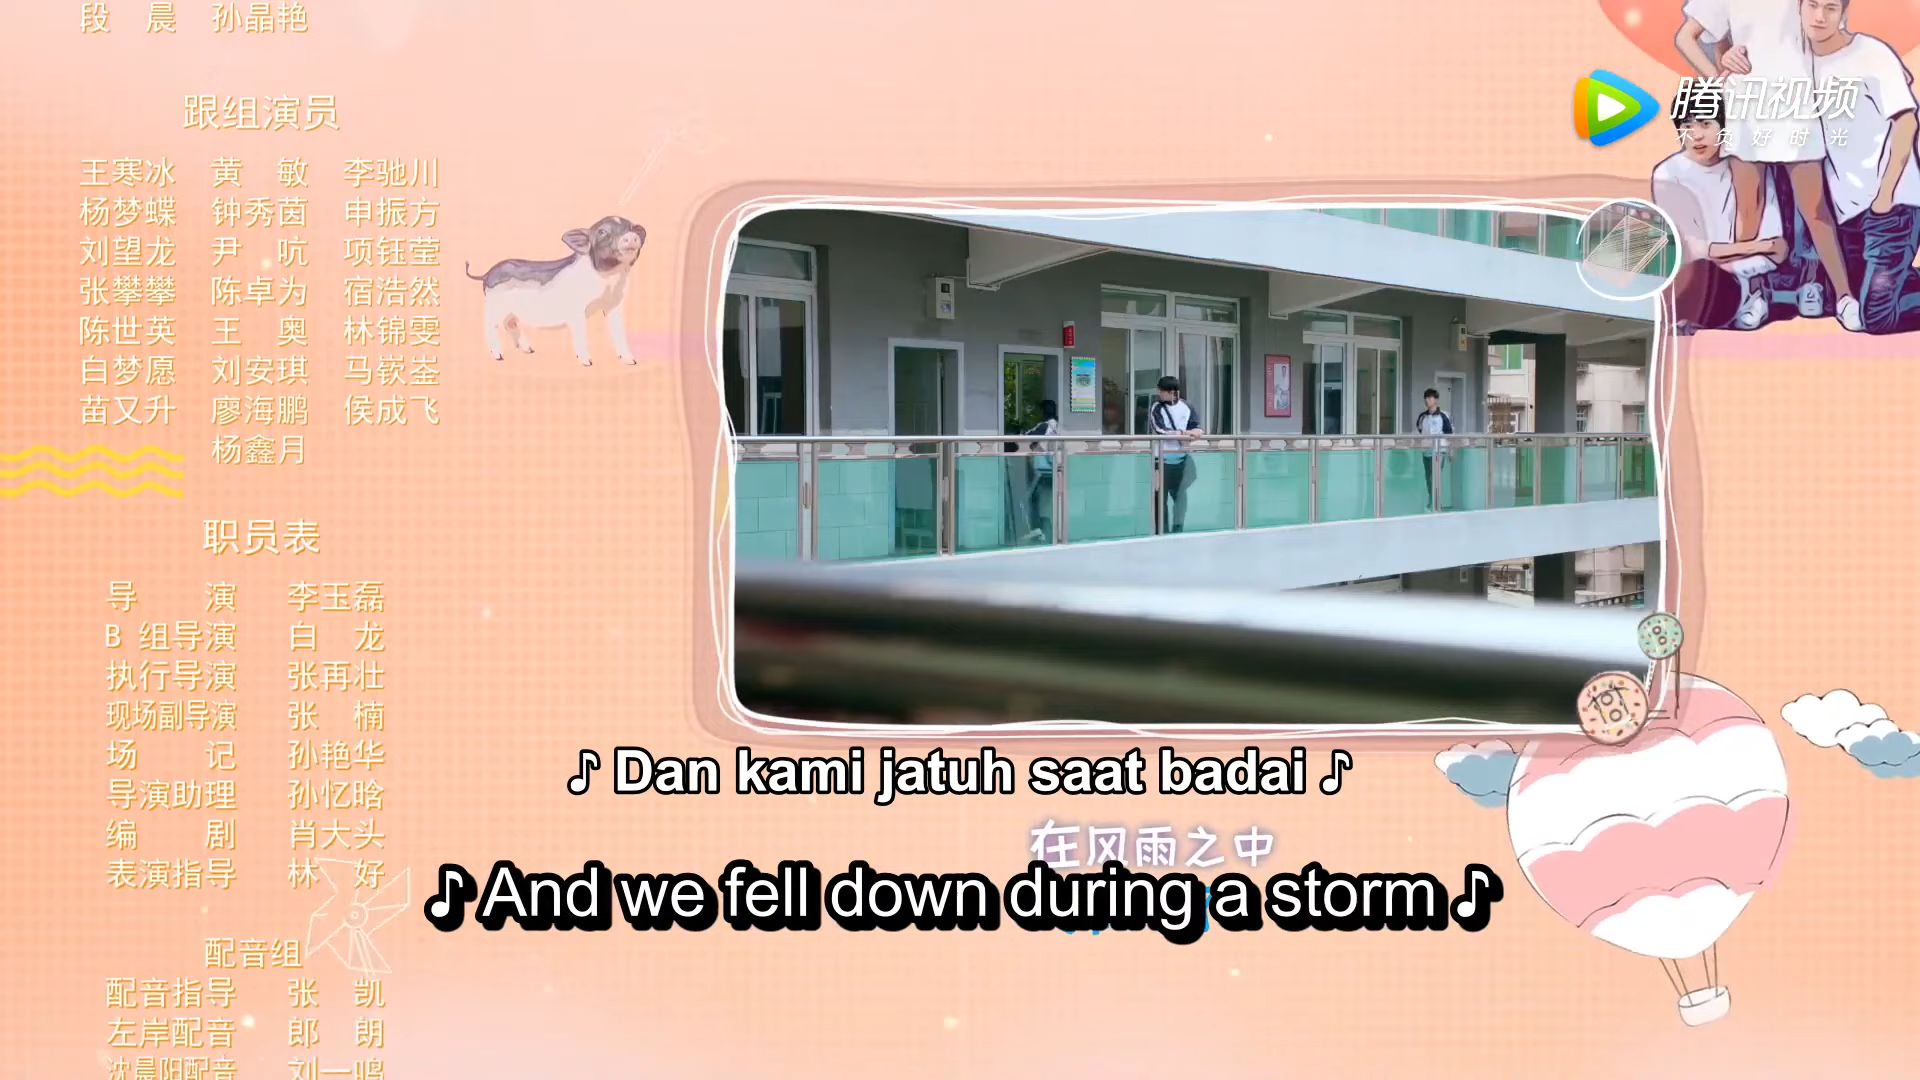 段　晨　孙晶艳
跟组演员
王寒冰　黄　敏　李驰川
杨梦蝶　钟秀茵　申振方
刘望龙　尹　吭　项钰莹
张攀攀　陈卓为　宿浩然
陈世英　王　奥　林锦雯
白梦愿　刘安琪　马嵚崟
苗又升　廖海鹏　侯成飞
杨鑫月
职员表
导　演　李玉磊
B 组导演　白　龙
执行导演　张再壮
现场副导演　张　楠
场　记　孙艳华
导演助理　孙忆晗
编　剧　肖大头
表演指导　林　好
配音组
配音指导　张　凯
左岸配音　郎　朗
沈晨阳配音　刘一鸣
腾讯视频
不负好时光
♪ Dan kami jatuh saat badai ♪
在风雨之中
♪ And we fell down during a storm ♪